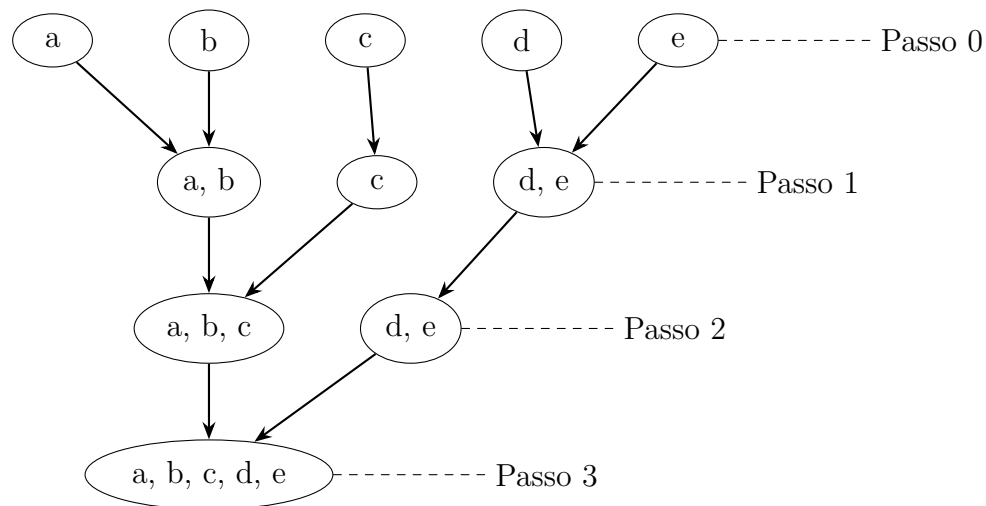 a b c d e Passo 0
a, b c d, e Passo 1
a, b, c d, e Passo 2
a, b, c, d, e Passo 3